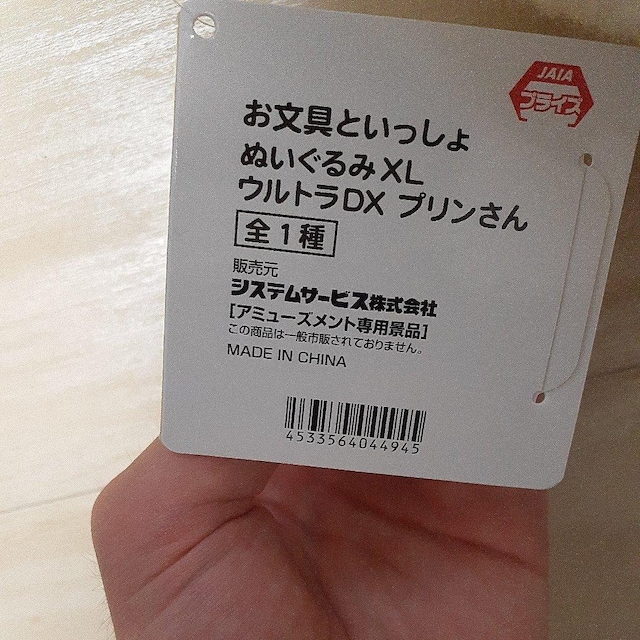 JAIA
プライズ
お文具といっしょ
ぬいぐるみXL
ウルトラDX プリンさん
全1種
販売元
システムサービス株式会社
[アミューズメント専用景品]
この商品は一般市販されておりません。
MADE IN CHINA
4533564044945